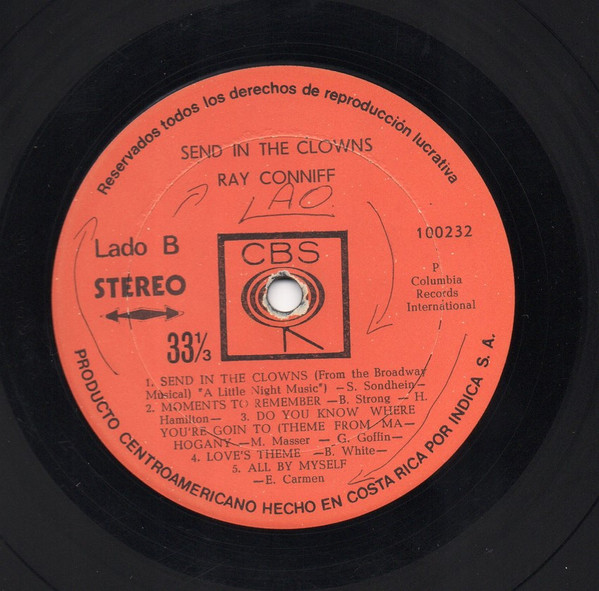 Reservados todos los derechos de reproducción lucrativa
SEND IN THE CLOWNS
RAY CONNIFF
LAO
Lado B
STEREO
33⅓
CBS
100232
P
Columbia
Records
International
1. SEND IN THE CLOWNS (From the Broadway
Musical) "A Little Night Music") —S. Sondhein—
2. MOMENTS TO REMEMBER —B. Strong — H.
Hamilton— 3. DO YOU KNOW WHERE
YOU'RE GOIN TO (THEME FROM MA-
HOGANY —M. Masser — G. Goffin—
4. LOVE'S THEME —B. White—
5. ALL BY MYSELF
—E. Carmen
PRODUCTO CENTROAMERICANO HECHO EN COSTA RICA POR INDICA S. A.